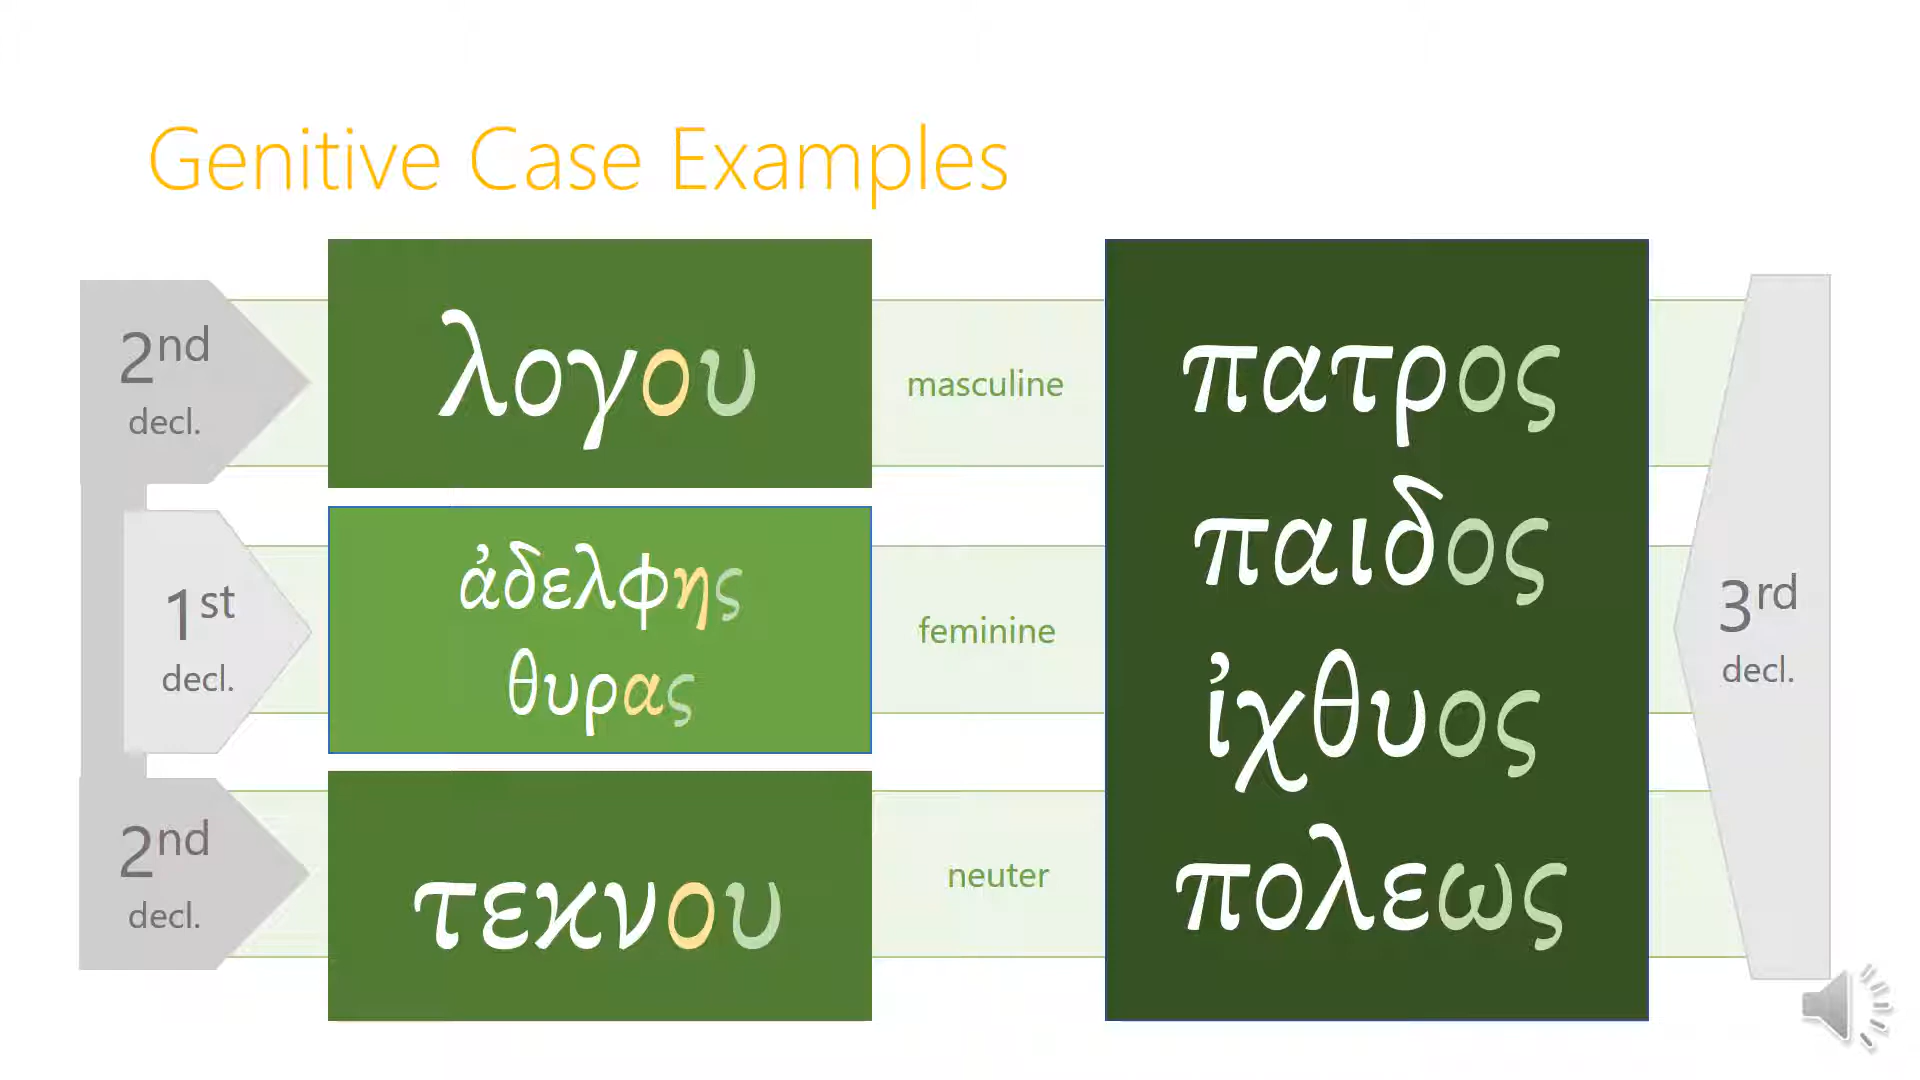 Genitive Case Examples
2nd
decl.
λογου
masculine
1st
decl.
ἀδελφης
θυρας
feminine
2nd
decl.
τεκνου
neuter
πατρος
παιδος
ἰχθυος
πολεως
3rd
decl.